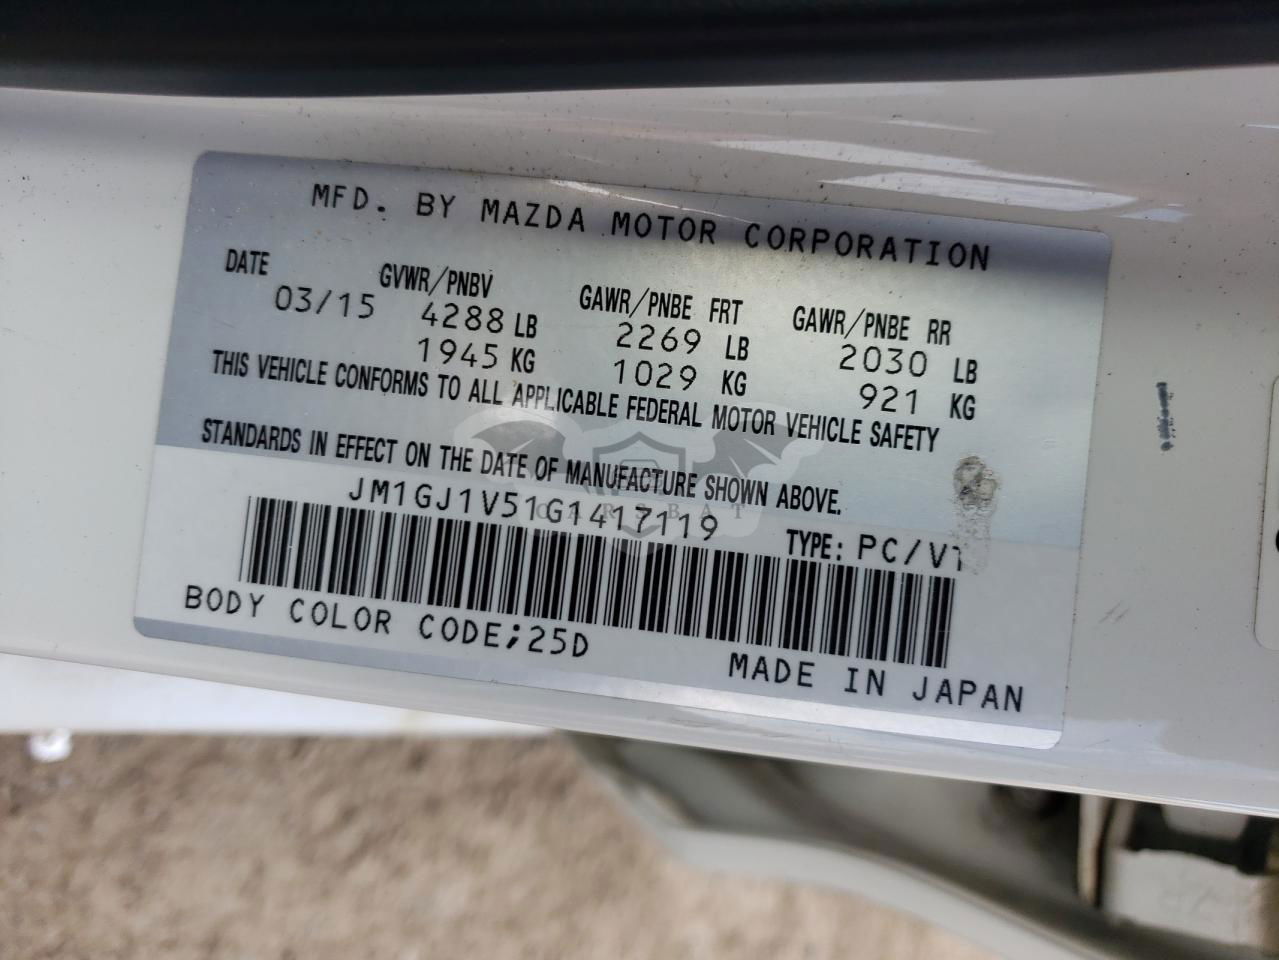 MFD. BY MAZDA MOTOR CORPORATION
DATE GVWR/PNBV GAWR/PNBE FRT GAWR/PNBE RR
03/15 4288 LB 2269 LB 2030 LB
1945 KG 1029 KG 921 KG
THIS VEHICLE CONFORMS TO ALL APPLICABLE FEDERAL MOTOR VEHICLE SAFETY
STANDARDS IN EFFECT ON THE DATE OF MANUFACTURE SHOWN ABOVE.
JM1GJ1V51G1417119 TYPE: PC/VT
CARSBAT
BODY COLOR CODE;25D
MADE IN JAPAN